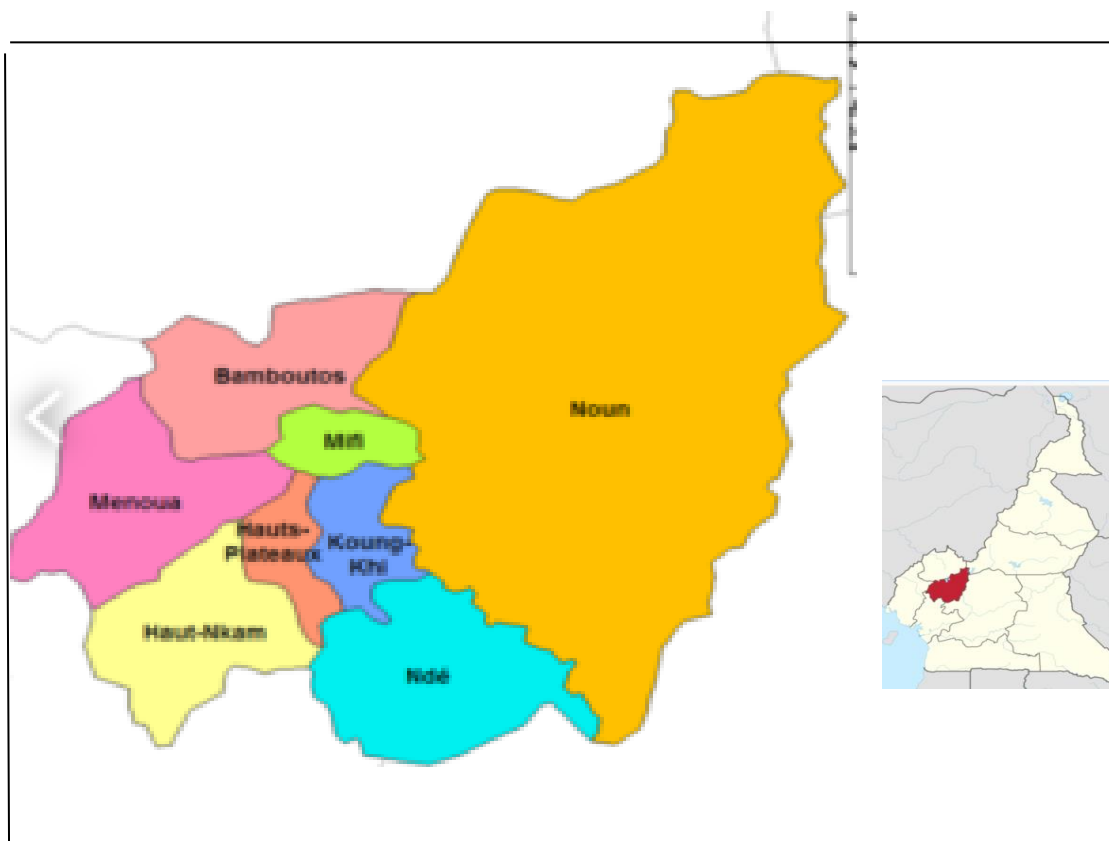 Bamboutos
Noun
Mifi
Menoua
Hauts-
Plateaux
Koung-
Khi
Haut-Nkam
Ndé